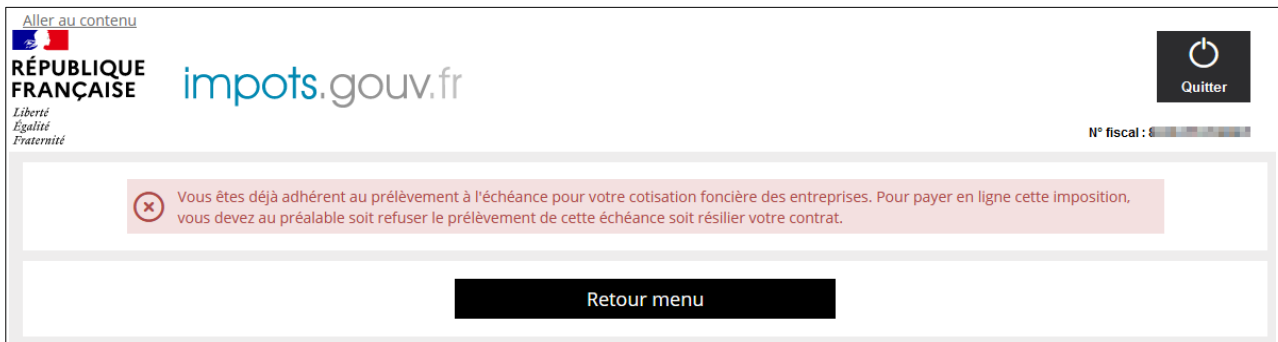 Aller au contenu
RÉPUBLIQUE
FRANÇAISE
Liberté
Égalité
Fraternité
impots.gouv.fr
Quitter
N° fiscal :
Vous êtes déjà adhérent au prélèvement à l'échéance pour votre cotisation foncière des entreprises. Pour payer en ligne cette imposition,
vous devez au préalable soit refuser le prélèvement de cette échéance soit résilier votre contrat.
Retour menu